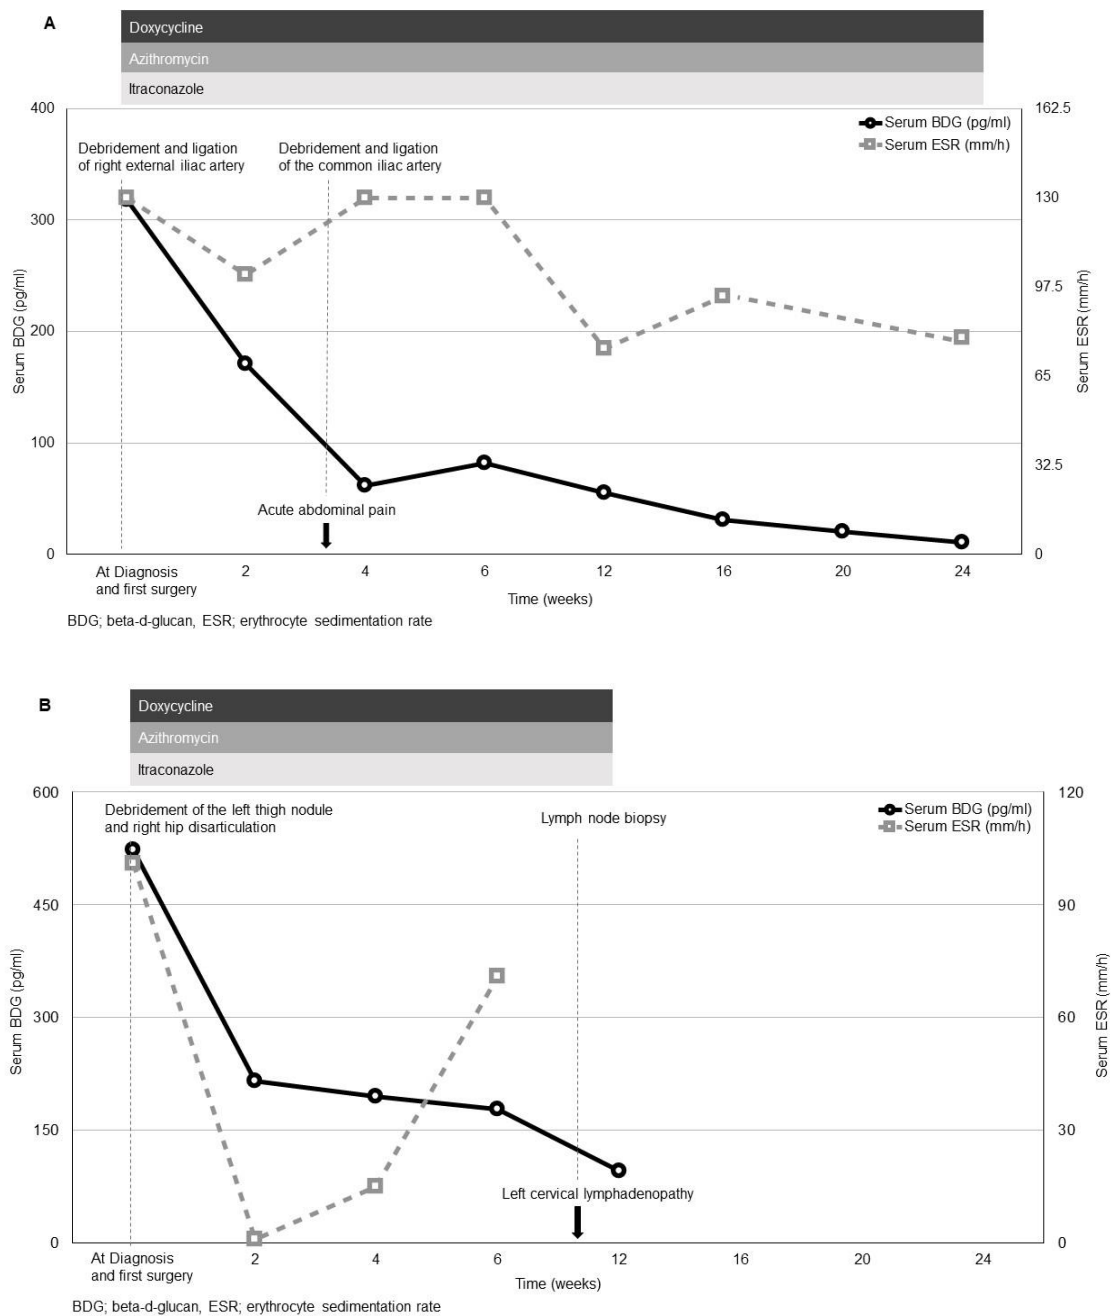 A
Doxycycline
Azithromycin
Itraconazole
400
162.5
Serum BDG (pg/ml)
Serum ESR (mm/h)
Debridement and ligation
of right external iliac artery
Debridement and ligation
of the common iliac artery
130
300
97.5
200
65
100
32.5
Acute abdominal pain
0
0
Serum BDG (pg/ml)
Serum ESR (mm/h)
At Diagnosis
and first surgery
2
4
6
12
16
20
24
Time (weeks)
BDG; beta-d-glucan, ESR; erythrocyte sedimentation rate
B
Doxycycline
Azithromycin
Itraconazole
600
120
Debridement of the left thigh nodule
and right hip disarticulation
Lymph node biopsy
Serum BDG (pg/ml)
Serum ESR (mm/h)
450
90
300
60
150
30
Left cervical lymphadenopathy
0
0
Serum BDG (pg/ml)
Serum ESR (mm/h)
At Diagnosis
and first surgery
2
4
6
12
16
20
24
Time (weeks)
BDG; beta-d-glucan, ESR; erythrocyte sedimentation rate